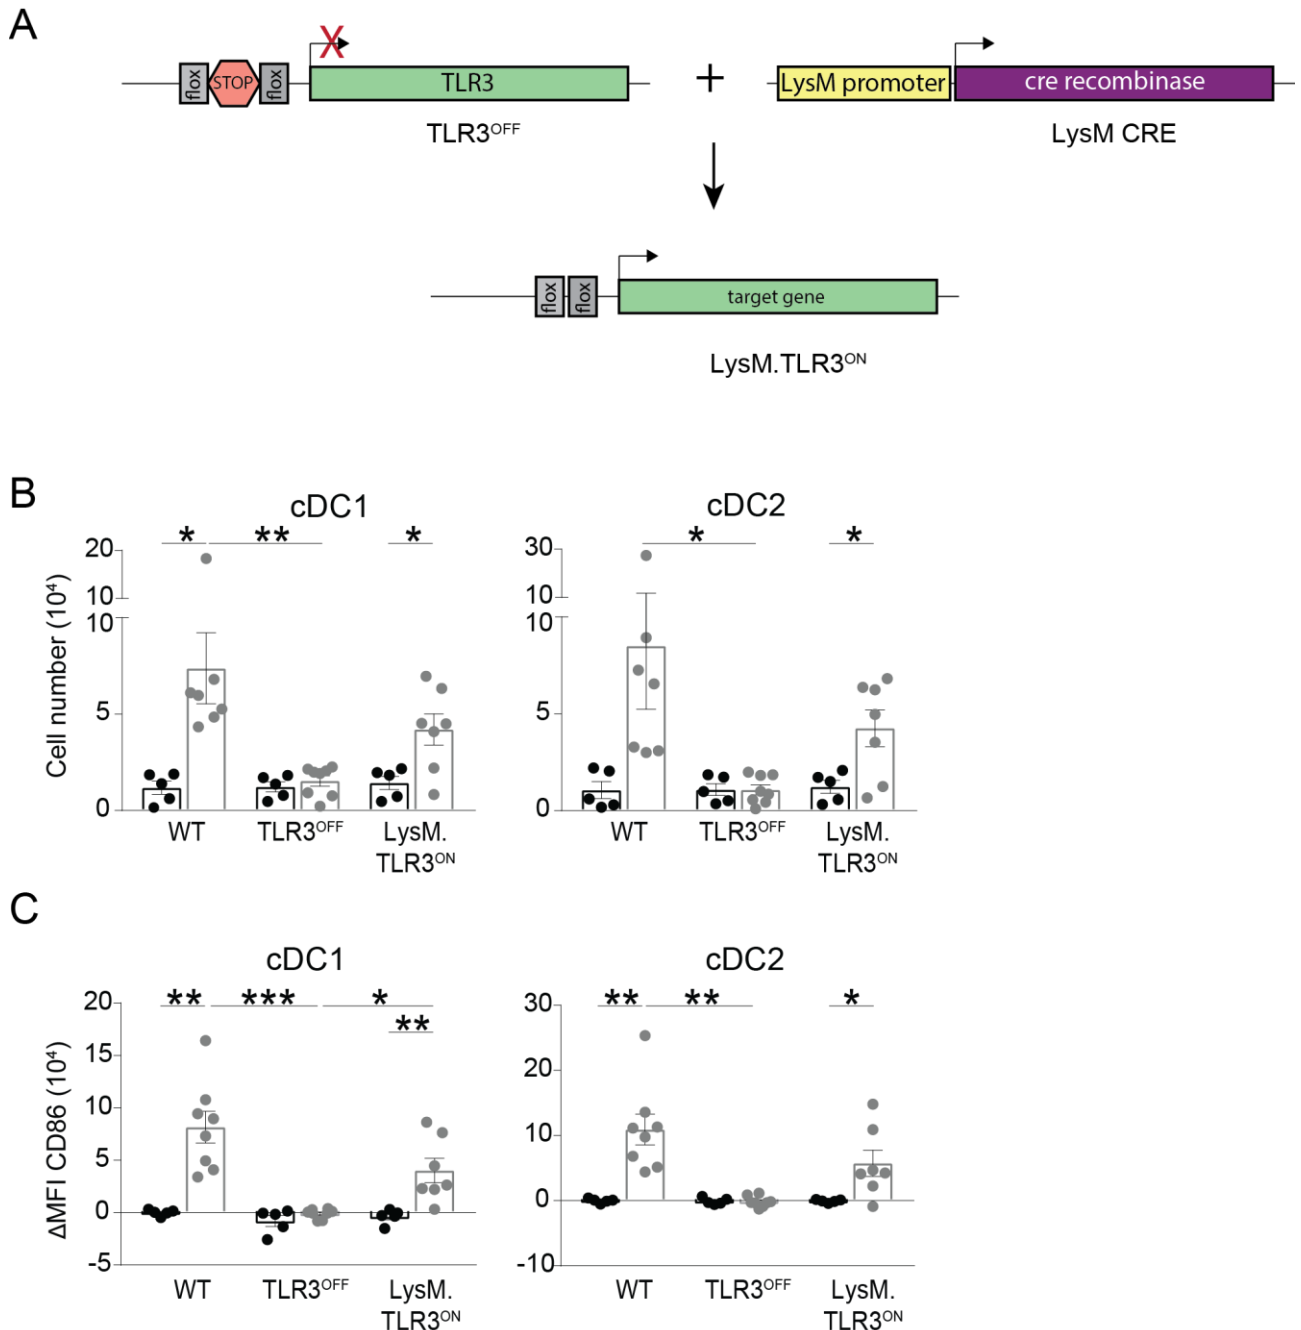 A
flox STOP flox X TLR3 + LysM promoter cre recombinase
TLR3OFF LysM CRE
flox flox target gene
LysM.TLR3ON
B
cDC1 cDC2
* ** * * *
Cell number (10⁴)
20
10
10
5
0
30
10
10
5
0
WT TLR3OFF LysM.
TLR3ON
WT TLR3OFF LysM.
TLR3ON
C
cDC1 cDC2
** *** * ** ** ** *
ΔMFI CD86 (10⁴)
20
15
10
5
0
-5
30
20
10
0
-10
WT TLR3OFF LysM.
TLR3ON
WT TLR3OFF LysM.
TLR3ON